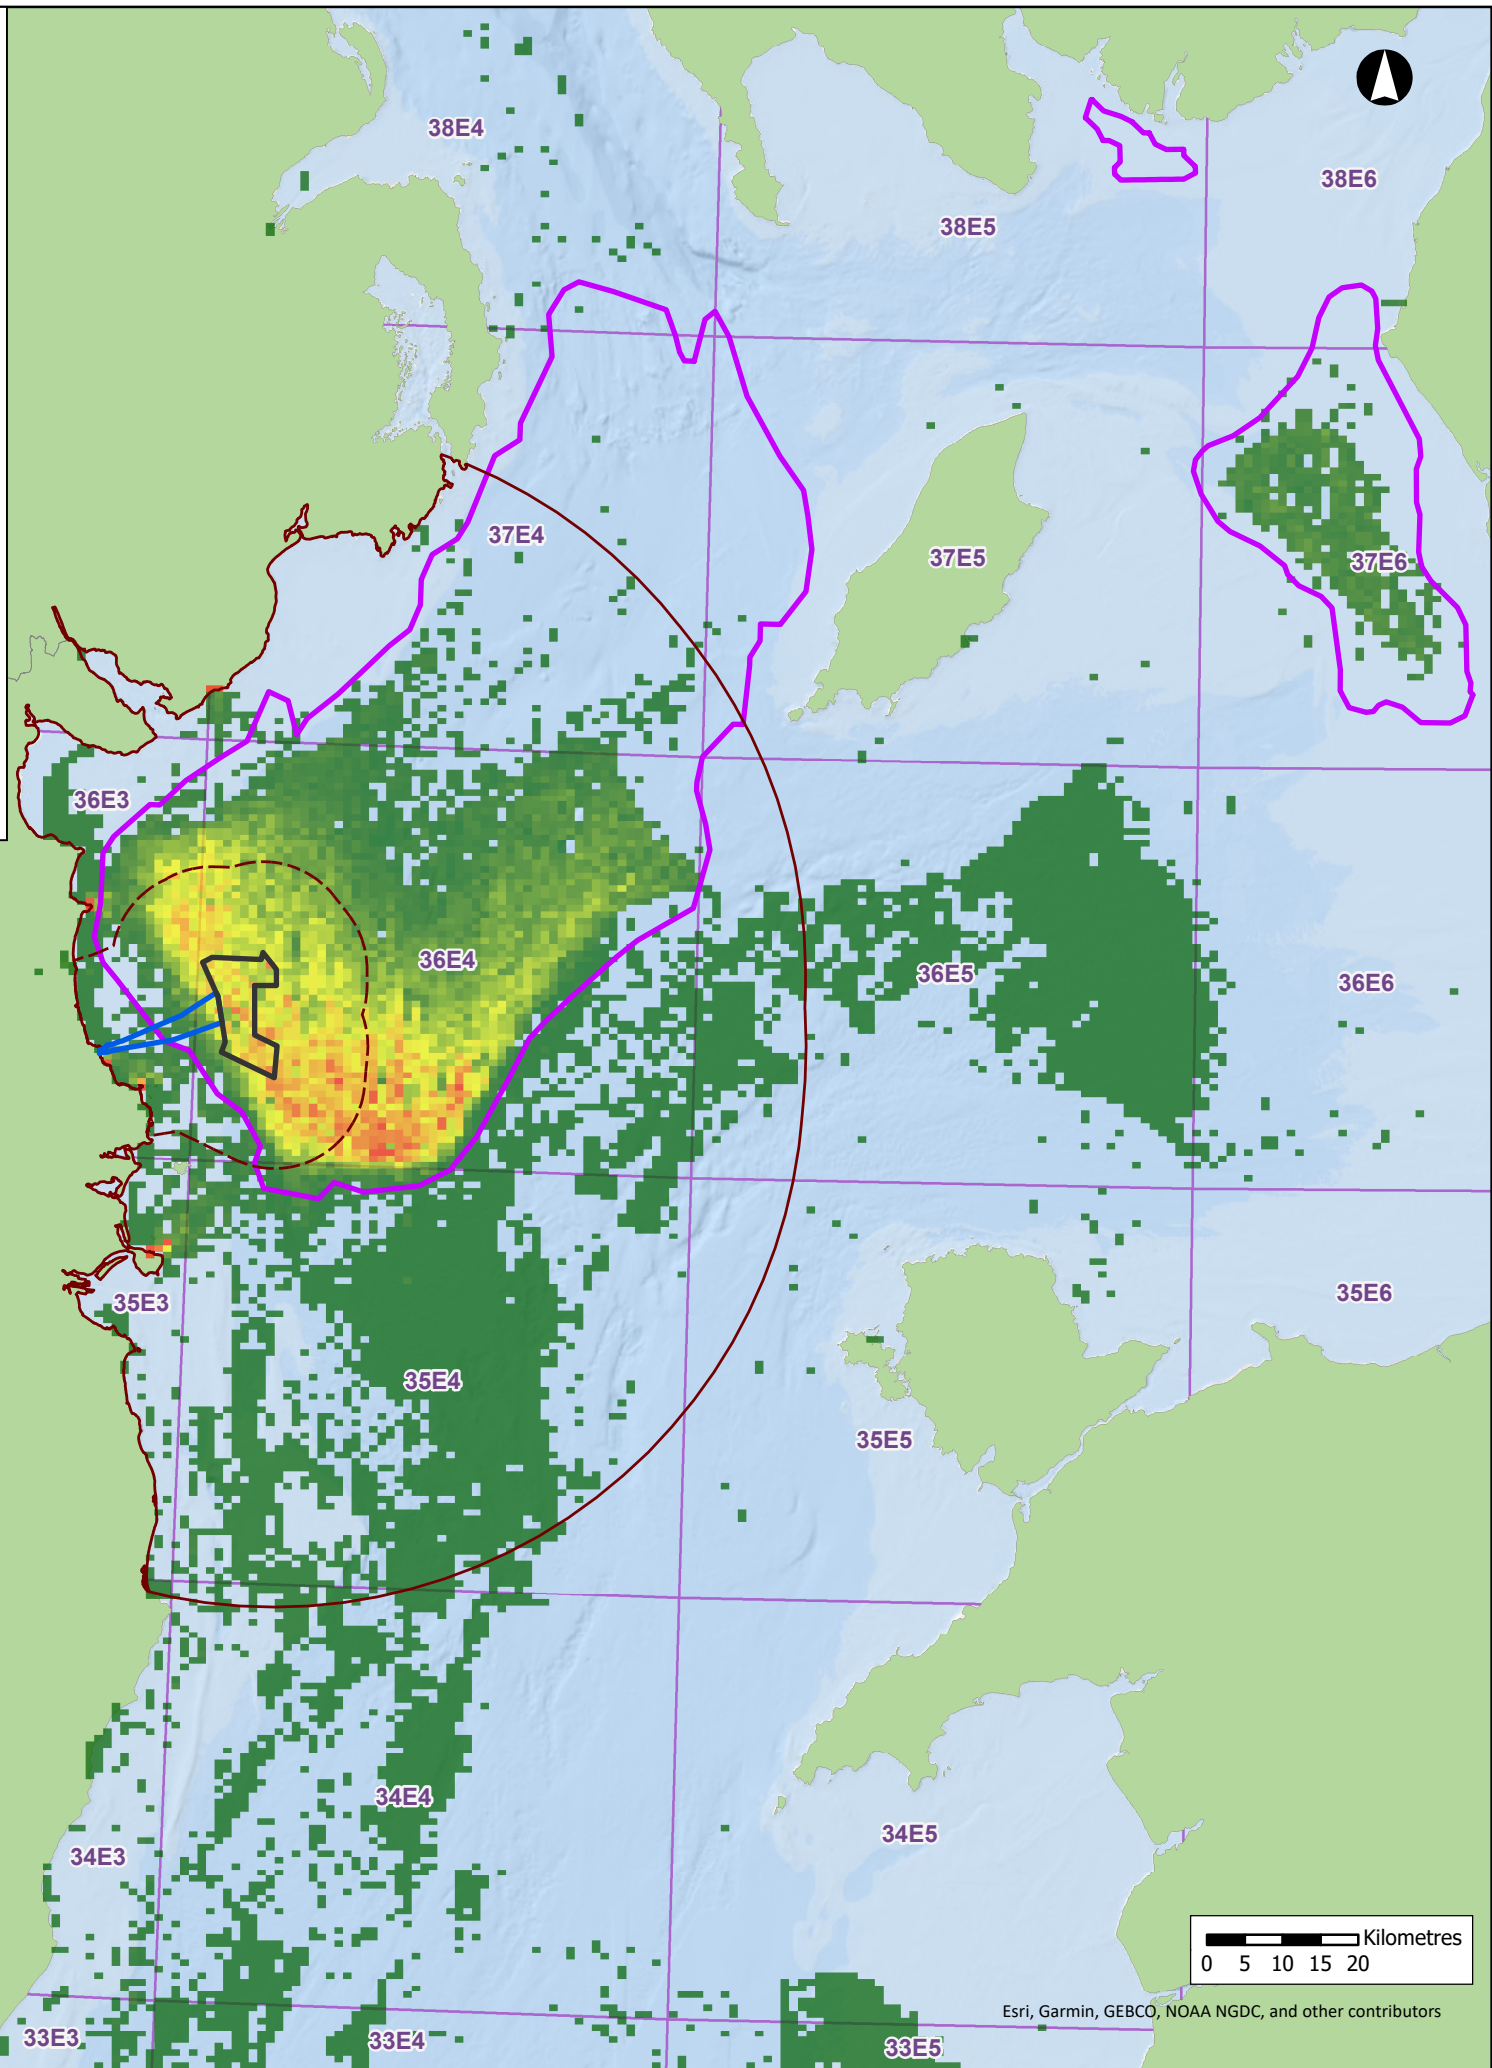 38E4
38E6
38E5
37E4
37E5
37E6
36E3
36E4
36E5
36E6
35E3
35E6
35E4
35E5
34E4
34E5
34E3
Kilometres
0 5 10 15 20
Esri, Garmin, GEBCO, NOAA NGDC, and other contributors
33E3
33E4
33E5